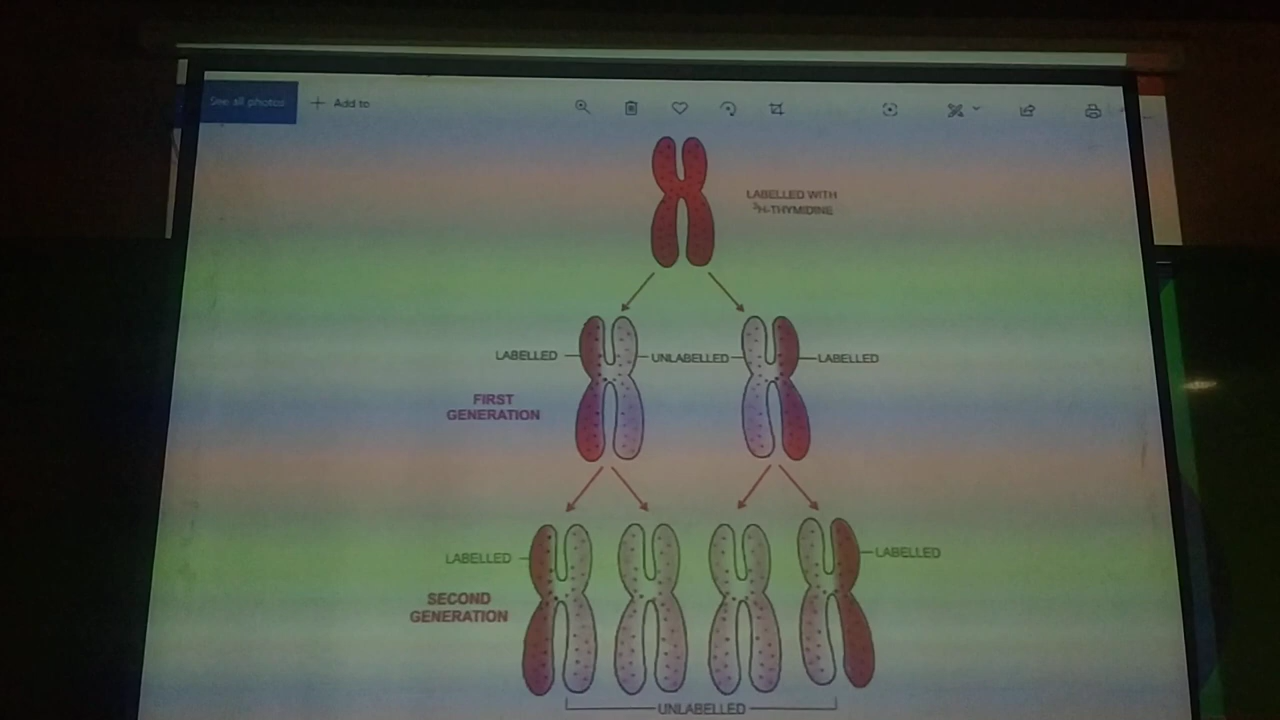 See all photos
Add to
LABELLED WITH
³H-THYMIDINE
LABELLED
UNLABELLED
LABELLED
FIRST
GENERATION
LABELLED
LABELLED
SECOND
GENERATION
UNLABELLED